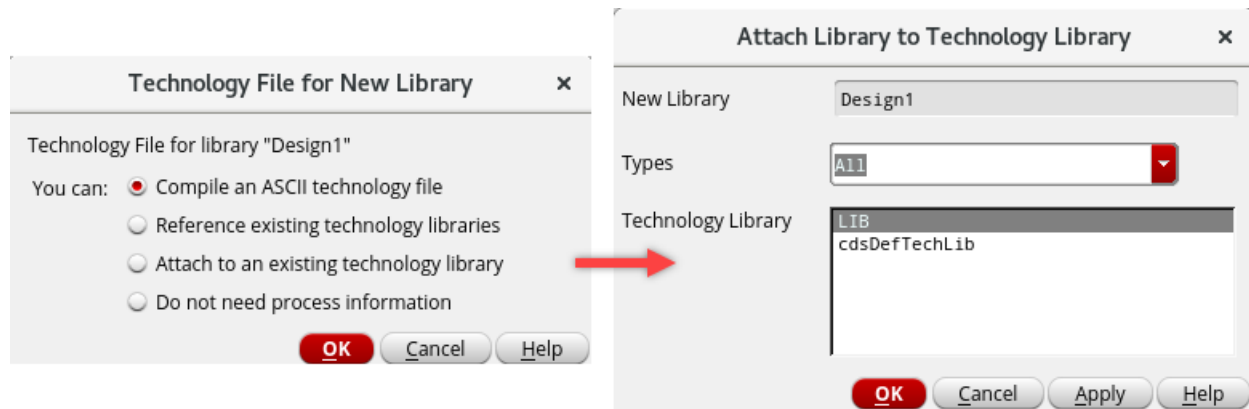 Technology File for New Library ×
Technology File for library "Design1"
You can: Compile an ASCII technology file
Reference existing technology libraries
Attach to an existing technology library
Do not need process information
OK Cancel Help
Attach Library to Technology Library ×
New Library Design1
Types All
Technology Library LIB
cdsDefTechLib
OK Cancel Apply Help